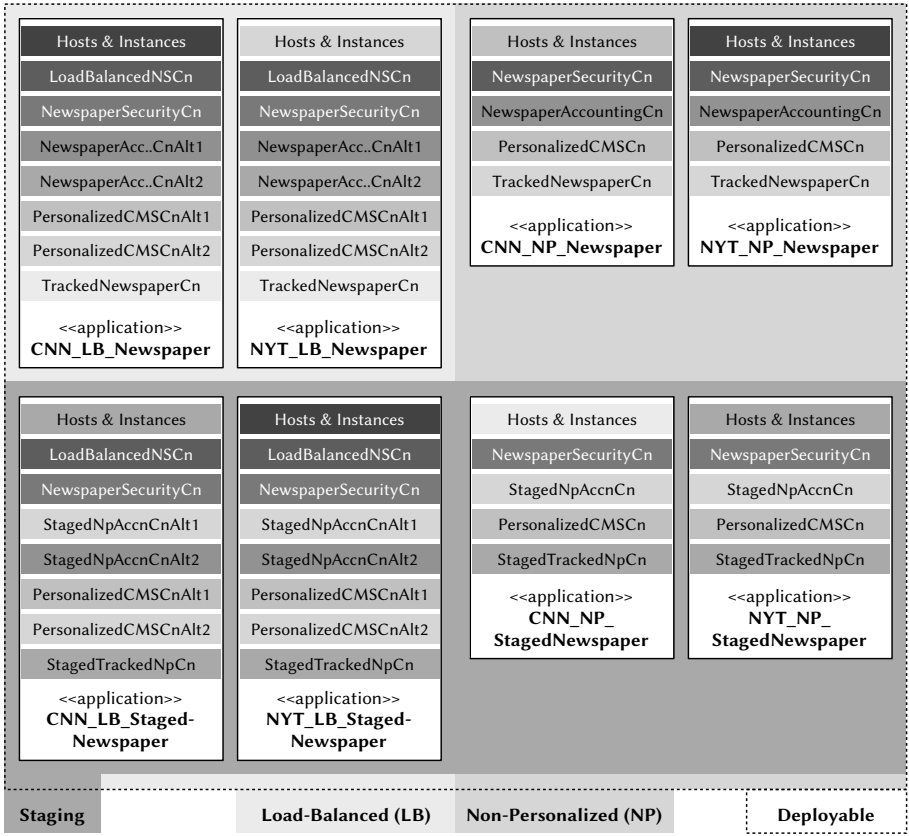 Hosts & Instances
LoadBalancedNSCn
NewspaperSecurityCn
NewspaperAcc..CnAlt1
NewspaperAcc..CnAlt2
PersonalizedCMSCnAlt1
PersonalizedCMSCnAlt2
TrackedNewspaperCn
<<application>>
CNN_LB_Newspaper
Hosts & Instances
LoadBalancedNSCn
NewspaperSecurityCn
NewspaperAcc..CnAlt1
NewspaperAcc..CnAlt2
PersonalizedCMSCnAlt1
PersonalizedCMSCnAlt2
TrackedNewspaperCn
<<application>>
NYT_LB_Newspaper
Hosts & Instances
NewspaperSecurityCn
NewspaperAccountingCn
PersonalizedCMSCn
TrackedNewspaperCn
<<application>>
CNN_NP_Newspaper
Hosts & Instances
NewspaperSecurityCn
NewspaperAccountingCn
PersonalizedCMSCn
TrackedNewspaperCn
<<application>>
NYT_NP_Newspaper
Hosts & Instances
LoadBalancedNSCn
NewspaperSecurityCn
StagedNpAccnCnAlt1
StagedNpAccnCnAlt2
PersonalizedCMSCnAlt1
PersonalizedCMSCnAlt2
StagedTrackedNpCn
<<application>>
CNN_LB_Staged-
Newspaper
Hosts & Instances
LoadBalancedNSCn
NewspaperSecurityCn
StagedNpAccnCnAlt1
StagedNpAccnCnAlt2
PersonalizedCMSCnAlt1
PersonalizedCMSCnAlt2
StagedTrackedNpCn
<<application>>
NYT_LB_Staged-
Newspaper
Hosts & Instances
NewspaperSecurityCn
StagedNpAccnCn
PersonalizedCMSCn
StagedTrackedNpCn
<<application>>
CNN_NP_
StagedNewspaper
Hosts & Instances
NewspaperSecurityCn
StagedNpAccnCn
PersonalizedCMSCn
StagedTrackedNpCn
<<application>>
NYT_NP_
StagedNewspaper
Staging
Load-Balanced (LB)
Non-Personalized (NP)
Deployable